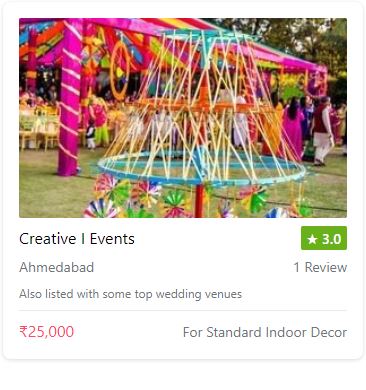 Creative I Events
★ 3.0
Ahmedabad
1 Review
Also listed with some top wedding venues
₹25,000
For Standard Indoor Decor